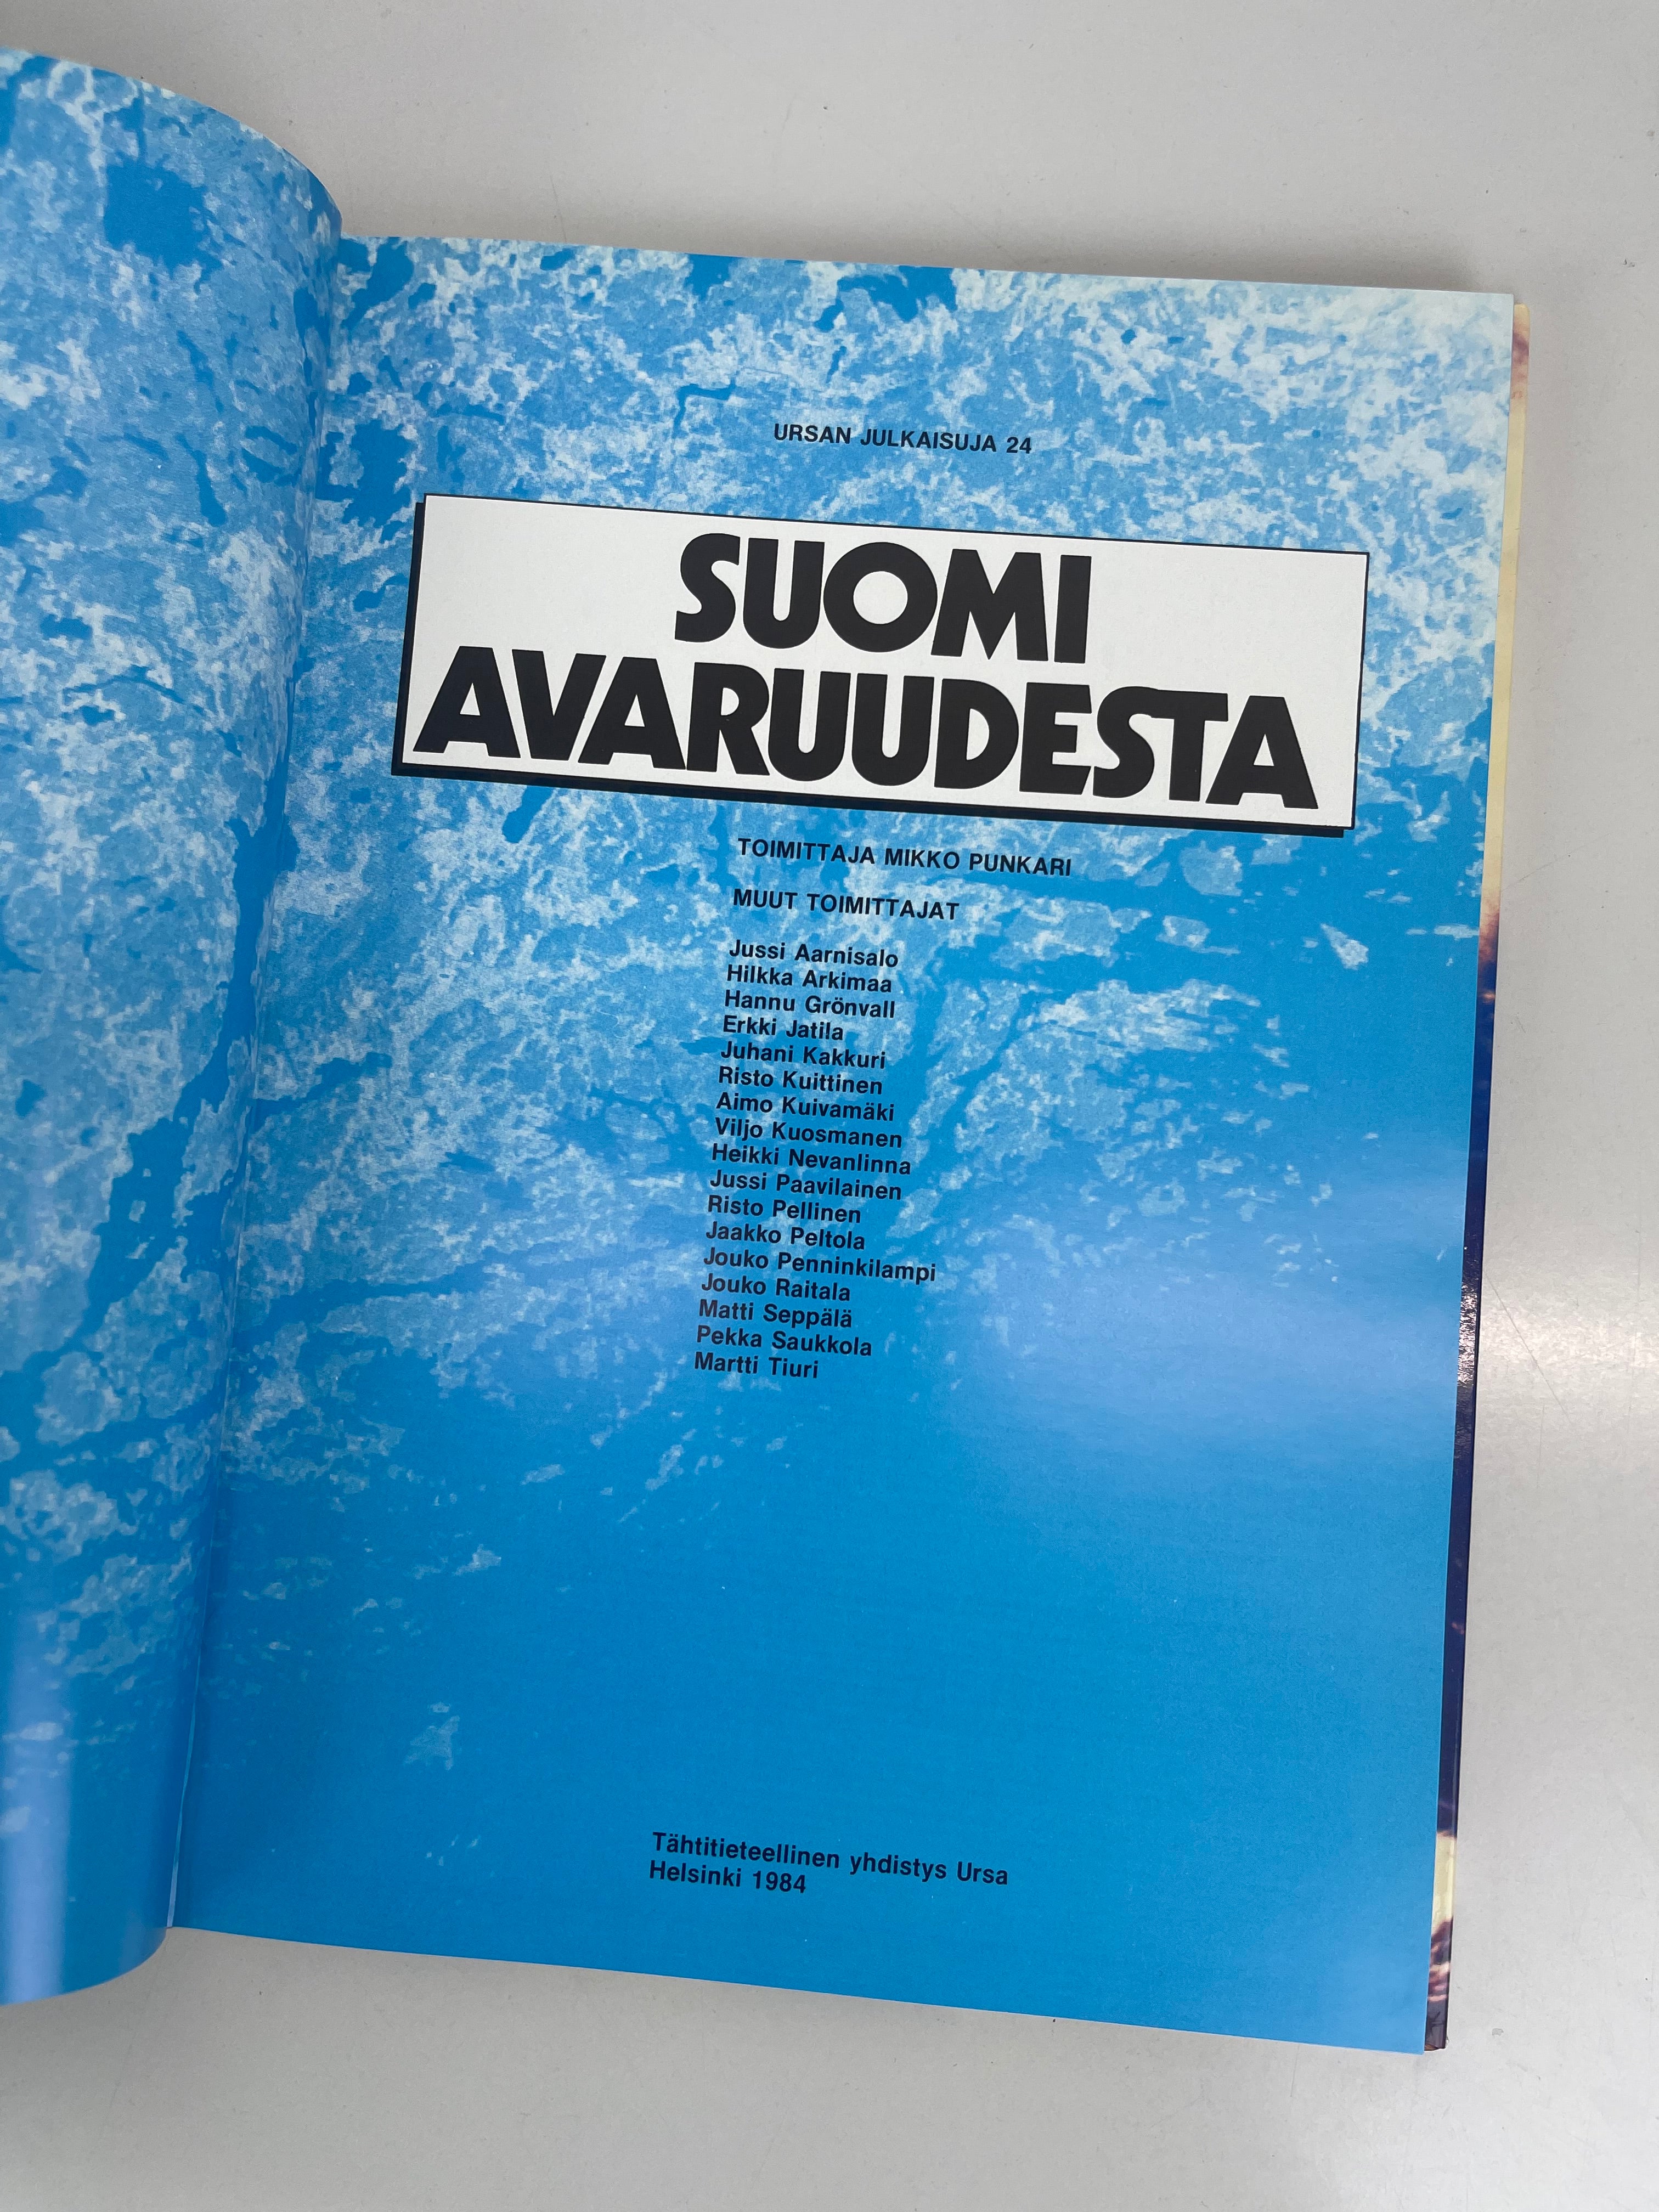 URSAN JULKAISUJA 24
SUOMI
AVARUUDESTA
TOIMITTAJA MIKKO PUNKARI
MUUT TOIMITTAJAT
Jussi Aarnisalo
Hilkka Arkimaa
Hannu Grönvall
Erkki Jatila
Juhani Kakkuri
Risto Kuittinen
Aimo Kuivamäki
Viljo Kuosmanen
Heikki Nevanlinna
Jussi Paavilainen
Risto Pellinen
Jaakko Peltola
Jouko Penninkilampi
Jouko Raitala
Matti Seppälä
Pekka Saukkola
Martti Tiuri
Tähtitieteellinen yhdistys Ursa
Helsinki 1984